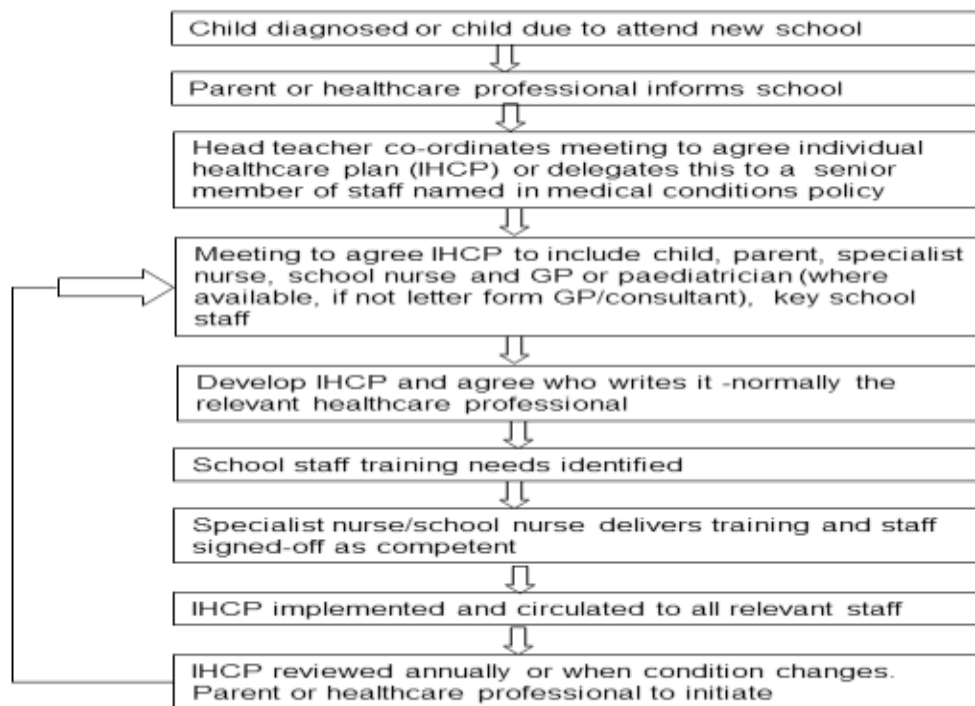 Child diagnosed or child due to attend new school
Parent or healthcare professional informs school
Head teacher co-ordinates meeting to agree individual
healthcare plan (IHCP) or delegates this to a senior
member of staff named in medical conditions policy
Meeting to agree IHCP to include child, parent, specialist
nurse, school nurse and GP or paediatrician (where
available, if not letter form GP/consultant), key school
staff
Develop IHCP and agree who writes it -normally the
relevant healthcare professional
School staff training needs identified
Specialist nurse/school nurse delivers training and staff
signed-off as competent
IHCP implemented and circulated to all relevant staff
IHCP reviewed annually or when condition changes.
Parent or healthcare professional to initiate